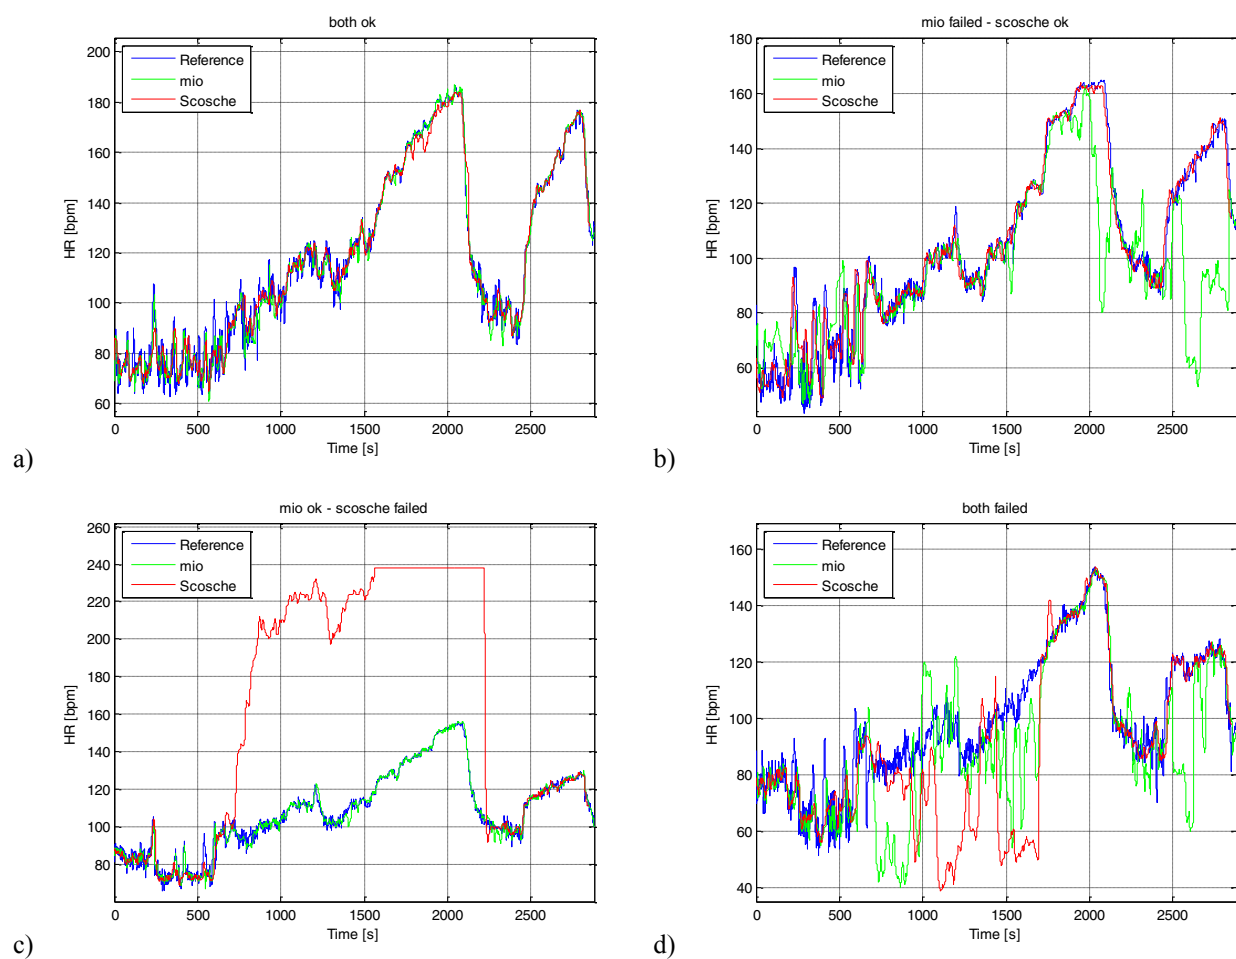 both ok
HR [bpm]
200
180
160
140
120
100
80
60
Reference
mio
Scosche
0 500 1000 1500 2000 2500
Time [s]
a)
mio failed - scosche ok
HR [bpm]
180
160
140
120
100
80
60
Reference
mio
Scosche
0 500 1000 1500 2000 2500
Time [s]
b)
mio ok - scosche failed
HR [bpm]
260
240
220
200
180
160
140
120
100
80
Reference
mio
Scosche
0 500 1000 1500 2000 2500
Time [s]
c)
both failed
HR [bpm]
160
140
120
100
80
60
40
Reference
mio
Scosche
0 500 1000 1500 2000 2500
Time [s]
d)